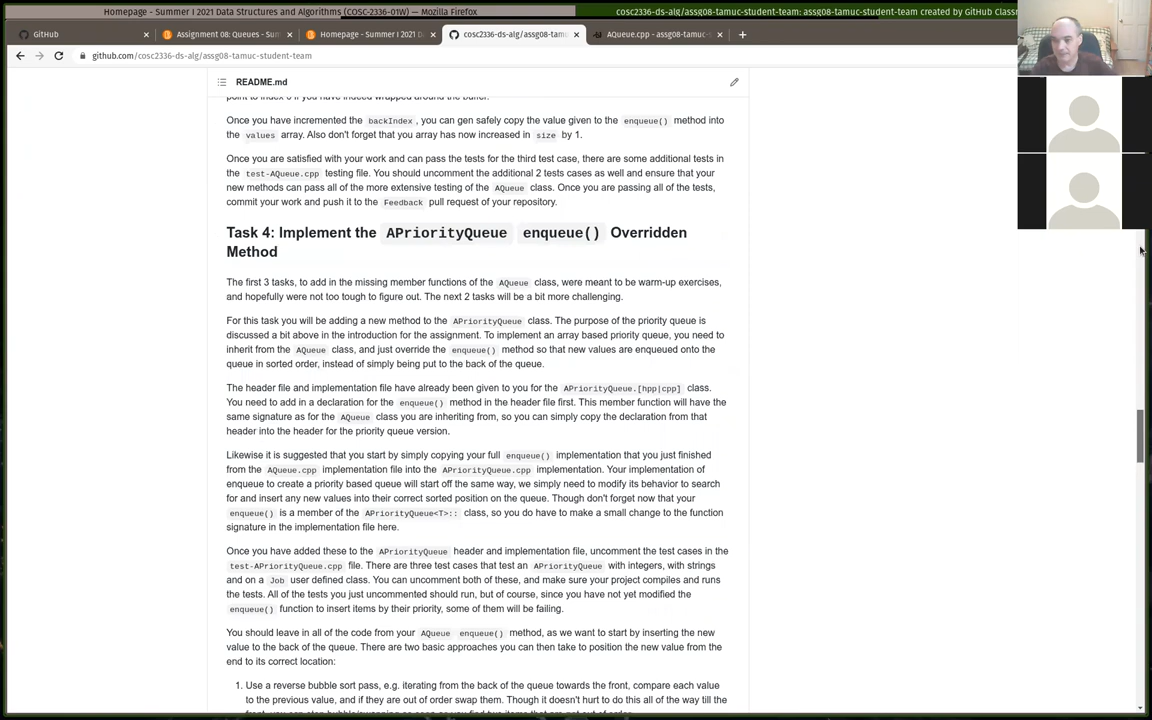 Homepage - Summer I 2021 Data Structures and Algorithms (COSC-2336-01W) — Mozilla Firefox
cosc2336-ds-alg/assg08-tamuc-student-team: assg08-tamuc-student-team created by GitHub Classr
GitHub
Assignment 08: Queues - Sum
Homepage - Summer I 2021 D
cosc2336-ds-alg/assg08-tam
AQueue.cpp - assg08-tamuc-s
github.com/cosc2336-ds-alg/assg08-tamuc-student-team
README.md
Once you have incremented the backIndex, you can gen safely copy the value given to the enqueue() method into
the values array. Also don't forget that you array has now increased in size by 1.
Once you are satisfied with your work and can pass the tests for the third test case, there are some additional tests in
the test-AQueue.cpp testing file. You should uncomment the additional 2 tests cases as well and ensure that your
new methods can pass all of the more extensive testing of the AQueue class. Once you are passing all of the tests,
commit your work and push it to the Feedback pull request of your repository.
Task 4: Implement the APriorityQueue enqueue() Overridden
Method
The first 3 tasks, to add in the missing member functions of the AQueue class, were meant to be warm-up exercises,
and hopefully were not too tough to figure out. The next 2 tasks will be a bit more challenging.
For this task you will be adding a new method to the APriorityQueue class. The purpose of the priority queue is
discussed a bit above in the introduction for the assignment. To implement an array based priority queue, you need to
inherit from the AQueue class, and just override the enqueue() method so that new values are enqueued onto the
queue in sorted order, instead of simply being put to the back of the queue.
The header file and implementation file have already been given to you for the APriorityQueue.[hpp|cpp] class.
You need to add in a declaration for the enqueue() method in the header file first. This member function will have the
same signature as for the AQueue class you are inheriting from, so you can simply copy the declaration from that
header into the header for the priority queue version.
Likewise it is suggested that you start by simply copying your full enqueue() implementation that you just finished
from the AQueue.cpp implementation file into the APriorityQueue.cpp implementation. Your implementation of
enqueue to create a priority based queue will start off the same way, we simply need to modify its behavior to search
for and insert any new values into their correct sorted position on the queue. Though don't forget now that your
enqueue() is a member of the APriorityQueue<T>:: class, so you do have to make a small change to the function
signature in the implementation file here.
Once you have added these to the APriorityQueue header and implementation file, uncomment the test cases in the
test-APriorityQueue.cpp file. There are three test cases that test an APriorityQueue with integers, with strings
and on a Job user defined class. You can uncomment both of these, and make sure your project compiles and runs
the tests. All of the tests you just uncommented should run, but of course, since you have not yet modified the
enqueue() function to insert items by their priority, some of them will be failing.
You should leave in all of the code from your AQueue enqueue() method, as we want to start by inserting the new
value to the back of the queue. There are two basic approaches you can then take to position the new value from the
end to its correct location:
1. Use a reverse bubble sort pass, e.g. iterating from the back of the queue towards the front, compare each value
to the previous value, and if they are out of order swap them. Though it doesn't hurt to do this all of the way till the